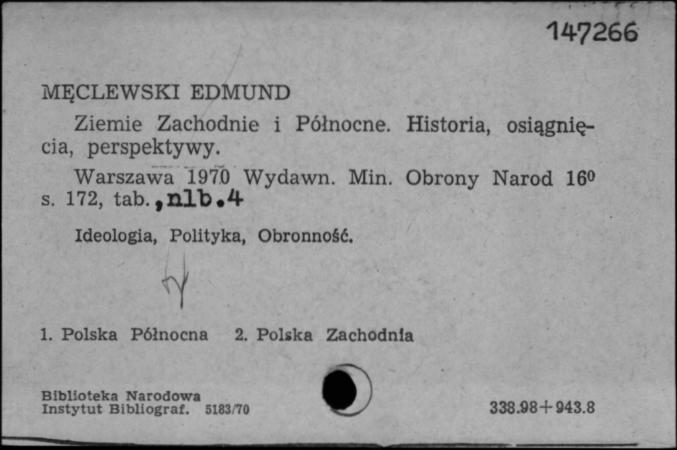 147266
MĘCLEWSKI EDMUND
Ziemie Zachodnie i Północne. Historia, osiągnię-
cia, perspektywy.
Warszawa 1970 Wydawn. Min. Obrony Narod 16⁰
s. 172, tab., nlb.4
Ideologia, Polityka, Obronność.
1. Polska Północna 2. Polska Zachodnia
Biblioteka Narodowa
Instytut Bibliograf. 5183/70
338.98+943.8